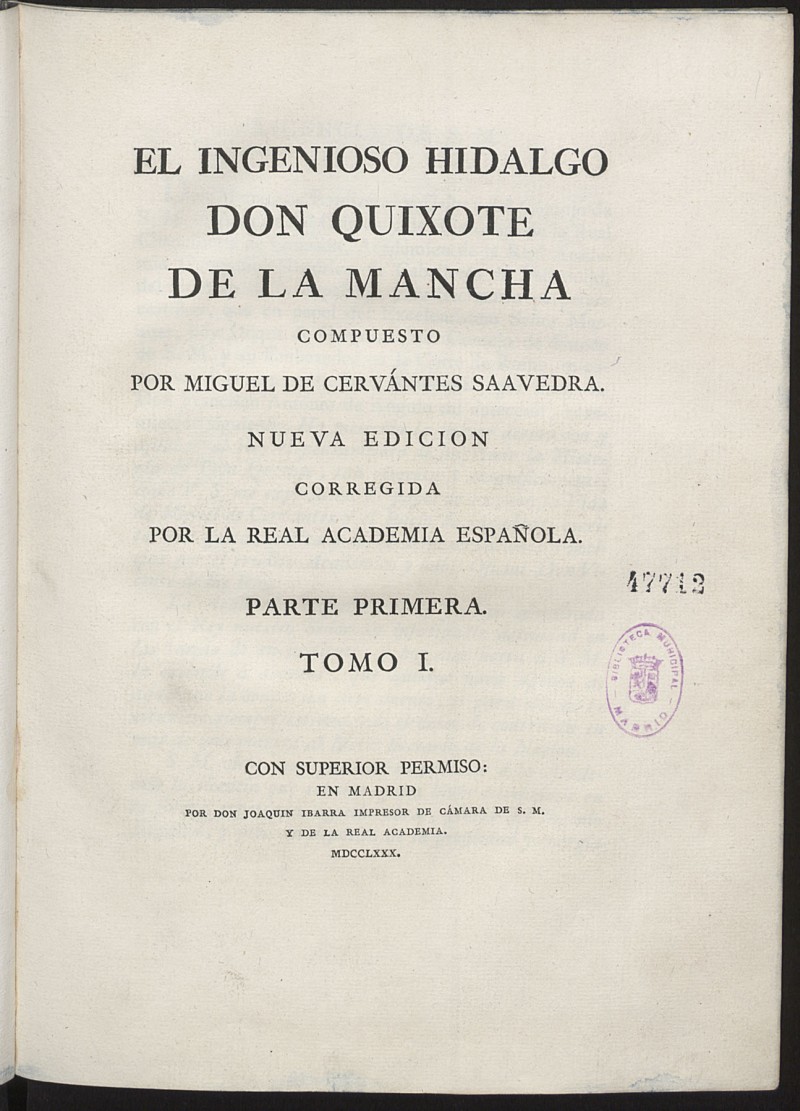 EL INGENIOSO HIDALGO
DON QUIXOTE
DE LA MANCHA
COMPUESTO
POR MIGUEL DE CERVÁNTES SAAVEDRA.
NUEVA EDICION
CORREGIDA
POR LA REAL ACADEMIA ESPAÑOLA.
47712
PARTE PRIMERA.
TOMO I.
BIBLIOTECA MUNICIPAL
MADRID
CON SUPERIOR PERMISO:
EN MADRID
POR DON JOAQUIN IBARRA IMPRESOR DE CÁMARA DE S. M.
Y DE LA REAL ACADEMIA.
MDCCLXXX.